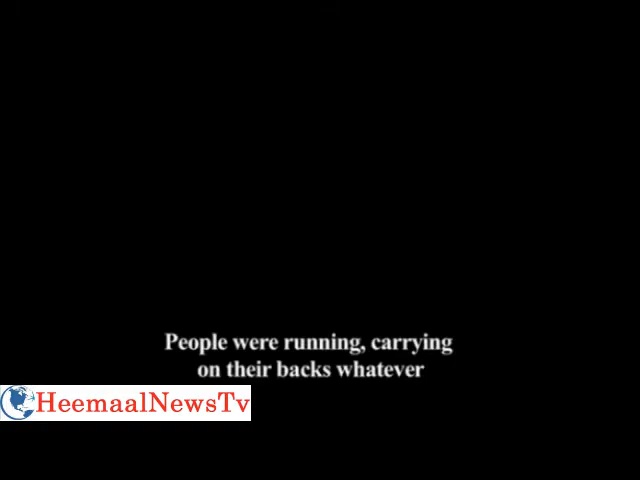 People were running, carrying
on their backs whatever
HeemaalNewsTv